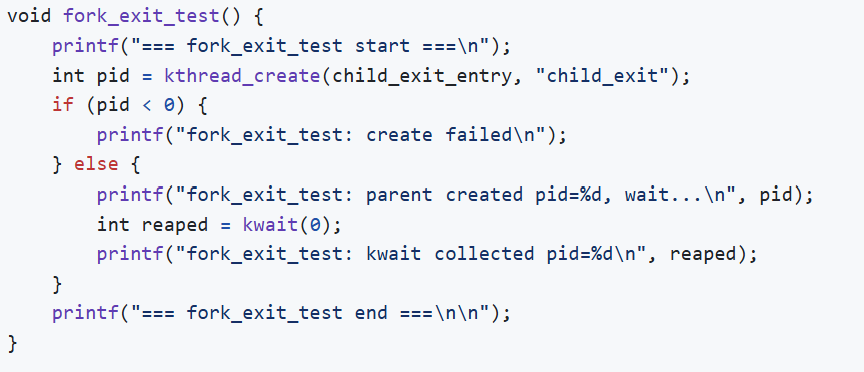 void fork_exit_test() {
    printf("=== fork_exit_test start ===\n");
    int pid = kthread_create(child_exit_entry, "child_exit");
    if (pid < 0) {
        printf("fork_exit_test: create failed\n");
    } else {
        printf("fork_exit_test: parent created pid=%d, wait...\n", pid);
        int reaped = kwait(0);
        printf("fork_exit_test: kwait collected pid=%d\n", reaped);
    }
    printf("=== fork_exit_test end ===\n\n");
}